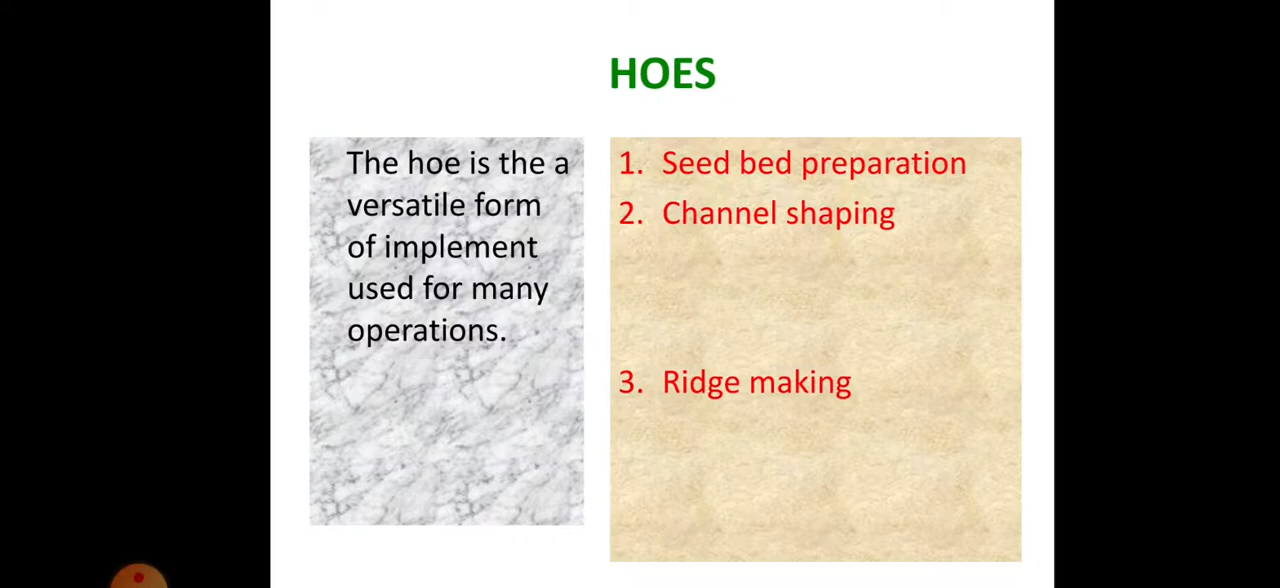 HOES
The hoe is the a
versatile form
of implement
used for many
operations.
1. Seed bed preparation
2. Channel shaping
3. Ridge making